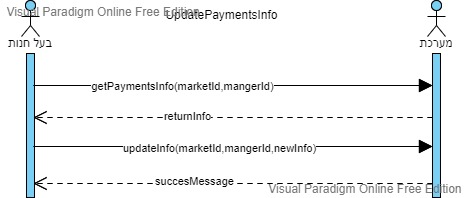 Visual Paradigm Online Free Edition
UpdatePaymentsInfo
בעל חנות
מערכת
getPaymentsInfo(marketId,mangerId)
returnInfo
updateInfo(marketId,mangerId,newInfo)
succesMessage
Visual Paradigm Online Free Edition